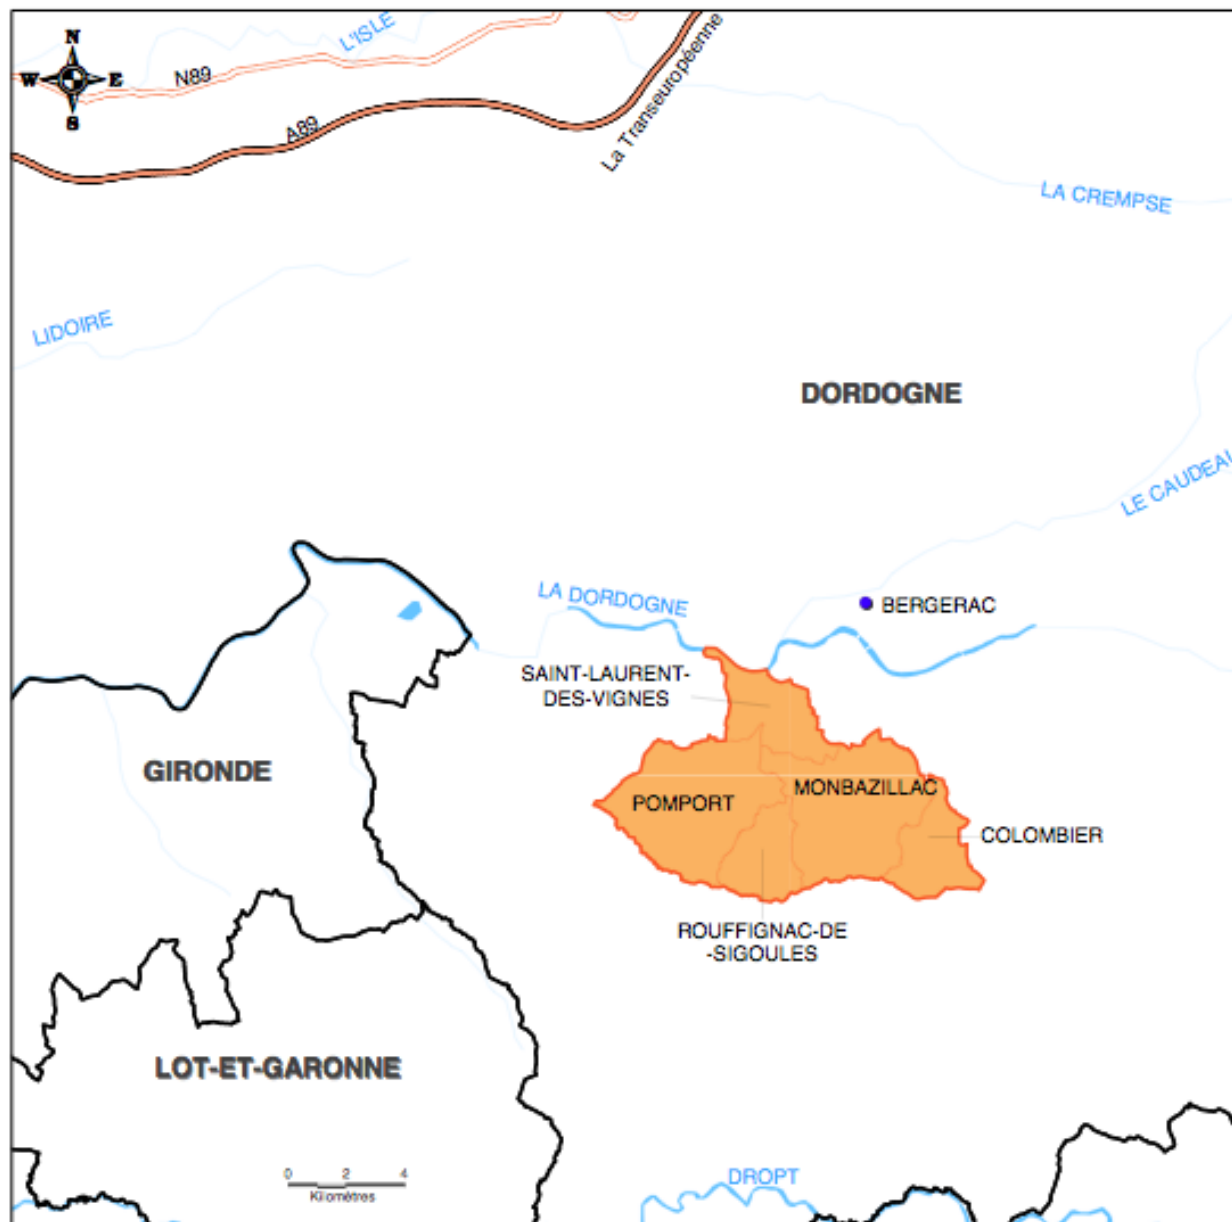 N
W E
S
L'ISLE
N89
A89
La Transeuropéenne
LA CREMPSE
LIDOIRE
DORDOGNE
LE CAUDEAU
LA DORDOGNE
BERGERAC
SAINT-LAURENT-
DES-VIGNES
GIRONDE
MONBAZILLAC
POMPORT
COLOMBIER
ROUFFIGNAC-DE
-SIGOULES
LOT-ET-GARONNE
0 2 4
Kilomètres
DROPT